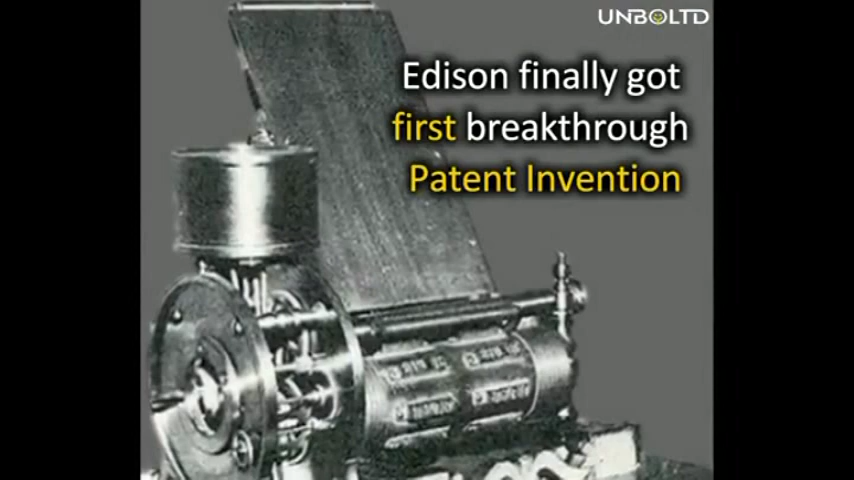 UNBOLTD
Edison finally got
first breakthrough
Patent Invention